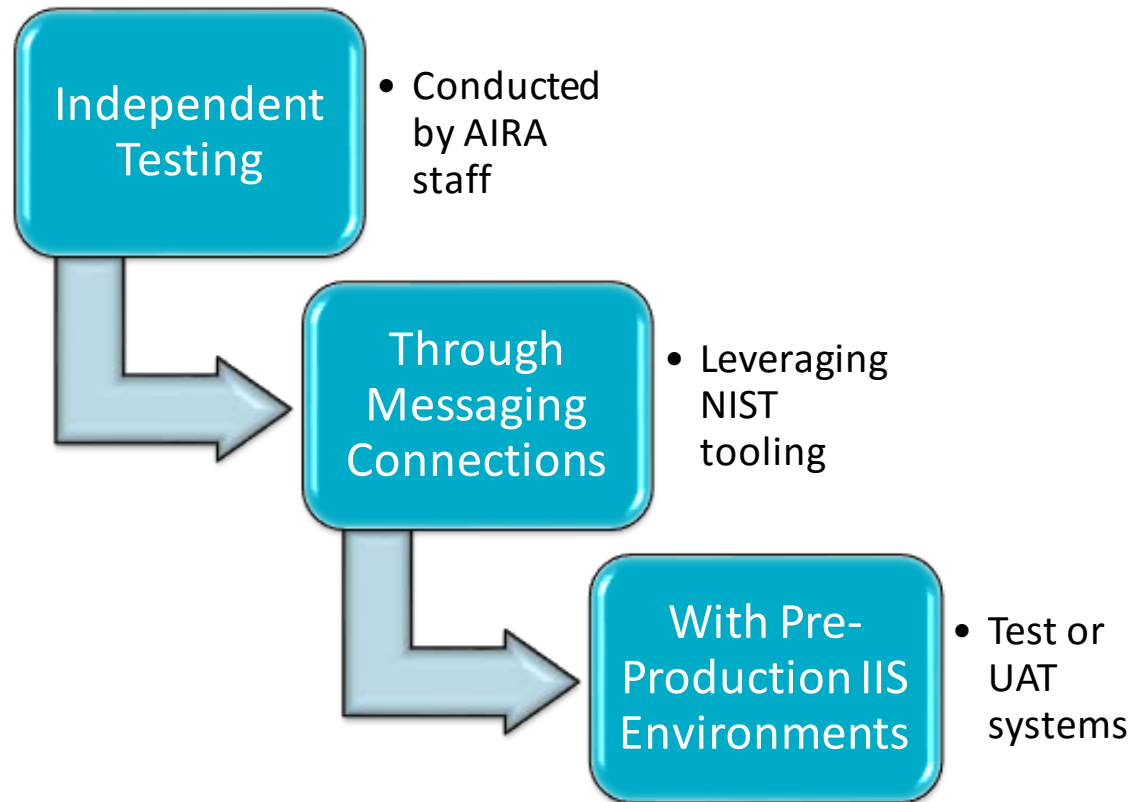 Independent
Testing
• Conducted
by AIRA
staff
Through
Messaging
Connections
• Leveraging
NIST
tooling
With Pre-
Production IIS
Environments
• Test or
UAT
systems